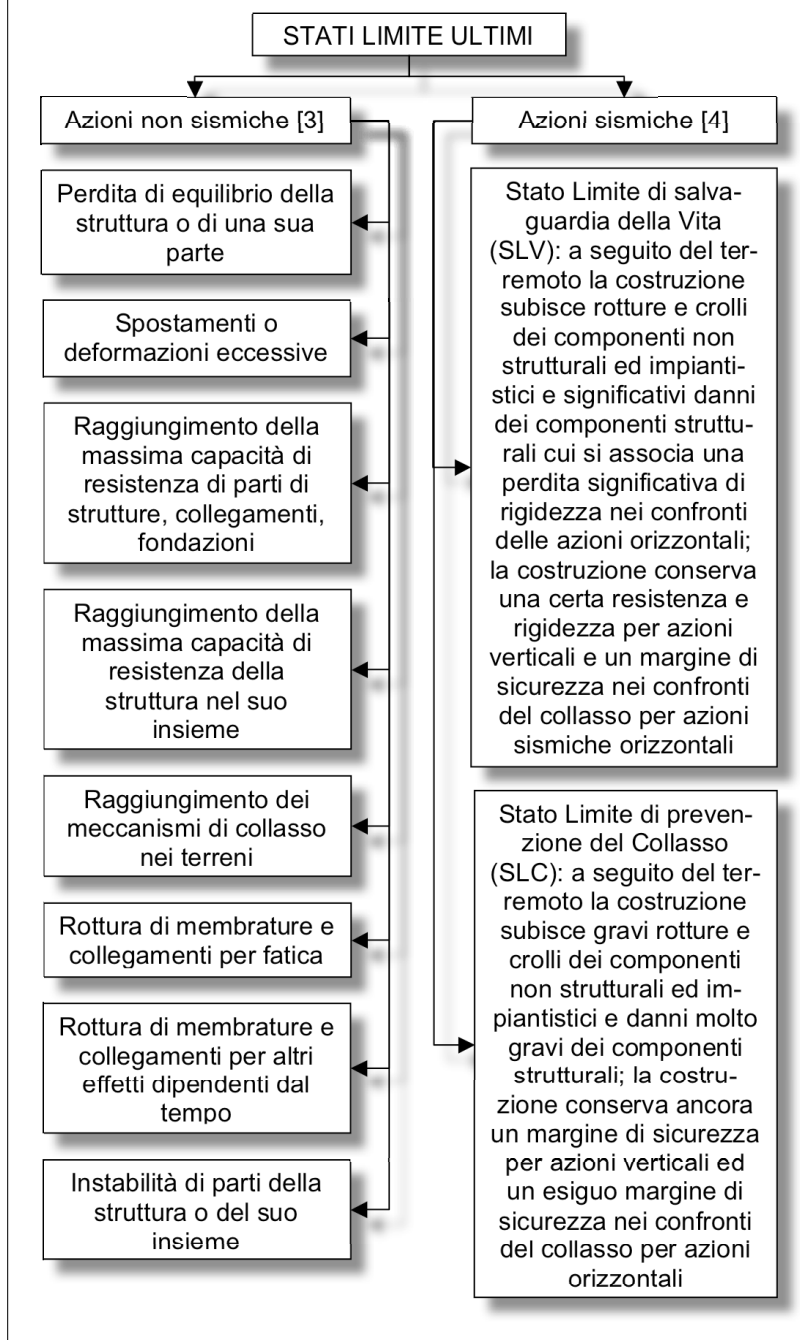 STATI LIMITE ULTIMI
Azioni non sismiche [3]
Perdita di equilibrio della
struttura o di una sua
parte
Spostamenti o
deformazioni eccessive
Raggiungimento della
massima capacità di
resistenza di parti di
strutture, collegamenti,
fondazioni
Raggiungimento della
massima capacità di
resistenza della
struttura nel suo
insieme
Raggiungimento dei
meccanismi di collasso
nei terreni
Rottura di membrature e
collegamenti per fatica
Rottura di membrature e
collegamenti per altri
effetti dipendenti dal
tempo
Instabilità di parti della
struttura o del suo
insieme
Azioni sismiche [4]
Stato Limite di salva-
guardia della Vita
(SLV): a seguito del ter-
remoto la costruzione
subisce rotture e crolli
dei componenti non
strutturali ed impianti-
stici e significativi danni
dei componenti struttu-
rali cui si associa una
perdita significativa di
rigidezza nei confronti
delle azioni orizzontali;
la costruzione conserva
una certa resistenza e
rigidezza per azioni
verticali e un margine di
sicurezza nei confronti
del collasso per azioni
sismiche orizzontali
Stato Limite di preven-
zione del Collasso
(SLC): a seguito del ter-
remoto la costruzione
subisce gravi rotture e
crolli dei componenti
non strutturali ed im-
piantistici e danni molto
gravi dei componenti
strutturali; la costru-
zione conserva ancora
un margine di sicurezza
per azioni verticali ed
un esiguo margine di
sicurezza nei confronti
del collasso per azioni
orizzontali